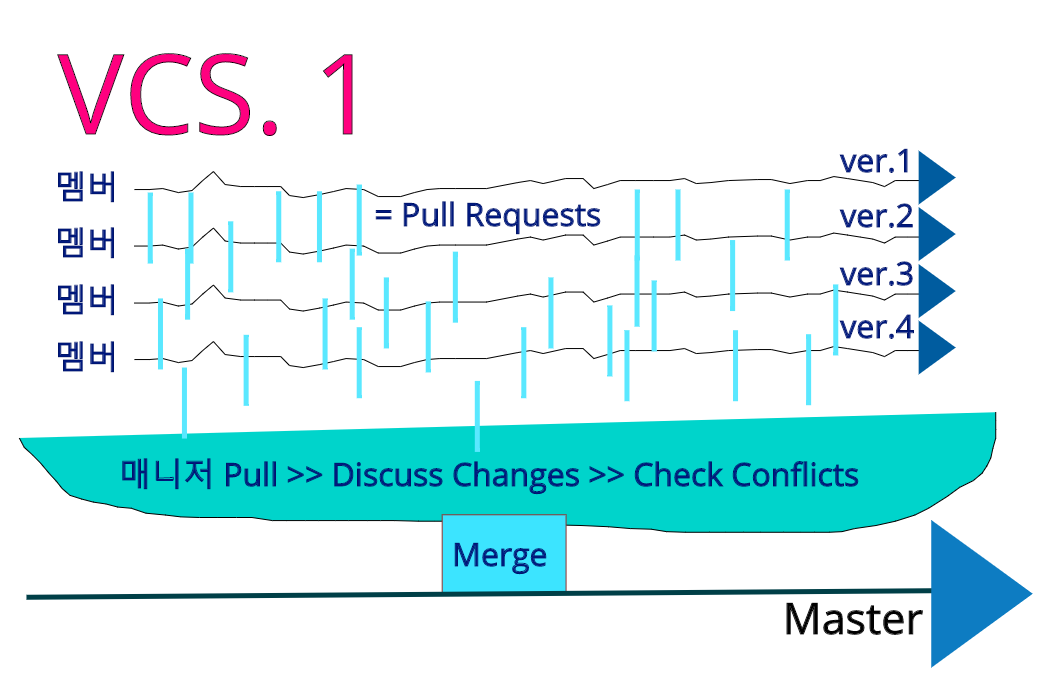 VCS. 1
멤버
ver.1
= Pull Requests
멤버
ver.2
멤버
ver.3
멤버
ver.4
매니저 Pull >> Discuss Changes >> Check Conflicts
Merge
Master